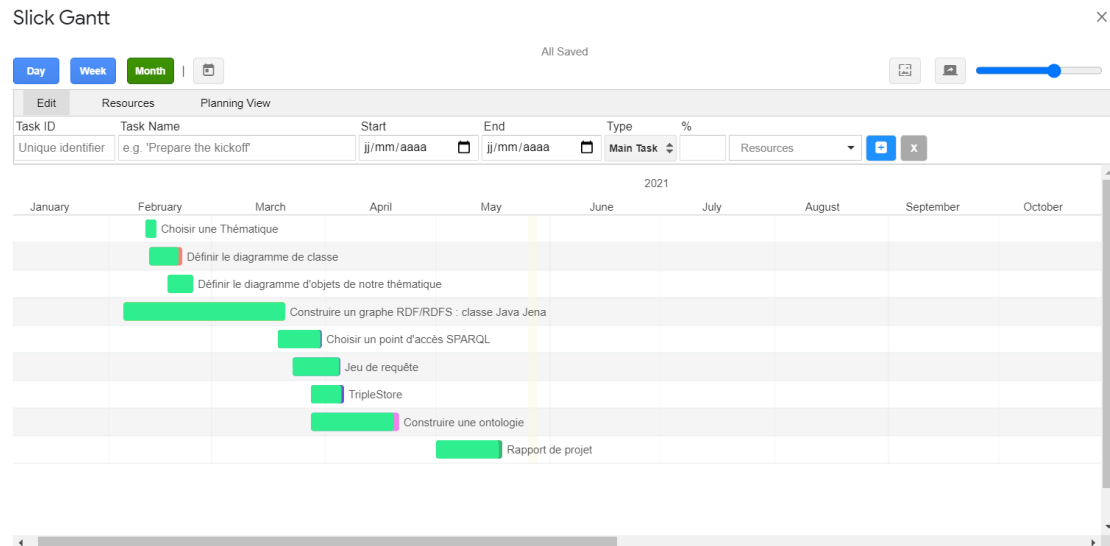 Slick Gantt
×
All Saved
Day Week Month |
Edit Resources Planning View
Task ID Task Name Start End Type %
Unique identifier e.g. 'Prepare the kickoff' jj/mm/aaaa jj/mm/aaaa Main Task Resources x
2021
January February March April May June July August September October
Choisir une Thématique
Définir le diagramme de classe
Définir le diagramme d'objets de notre thématique
Construire un graphe RDF/RDFS : classe Java Jena
Choisir un point d'accès SPARQL
Jeu de requête
TripleStore
Construire une ontologie
Rapport de projet